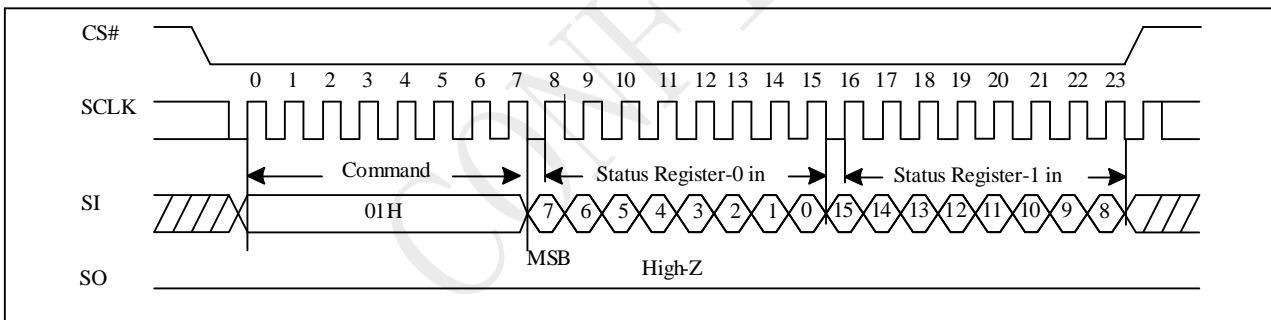 CS#
0 1 2 3 4 5 6 7 8 9 10 11 12 13 14 15 16 17 18 19 20 21 22 23
SCLK
Command Status Register-0 in Status Register-1 in
SI 01H 7 6 5 4 3 2 1 0 15 14 13 12 11 10 9 8
MSB High-Z
SO